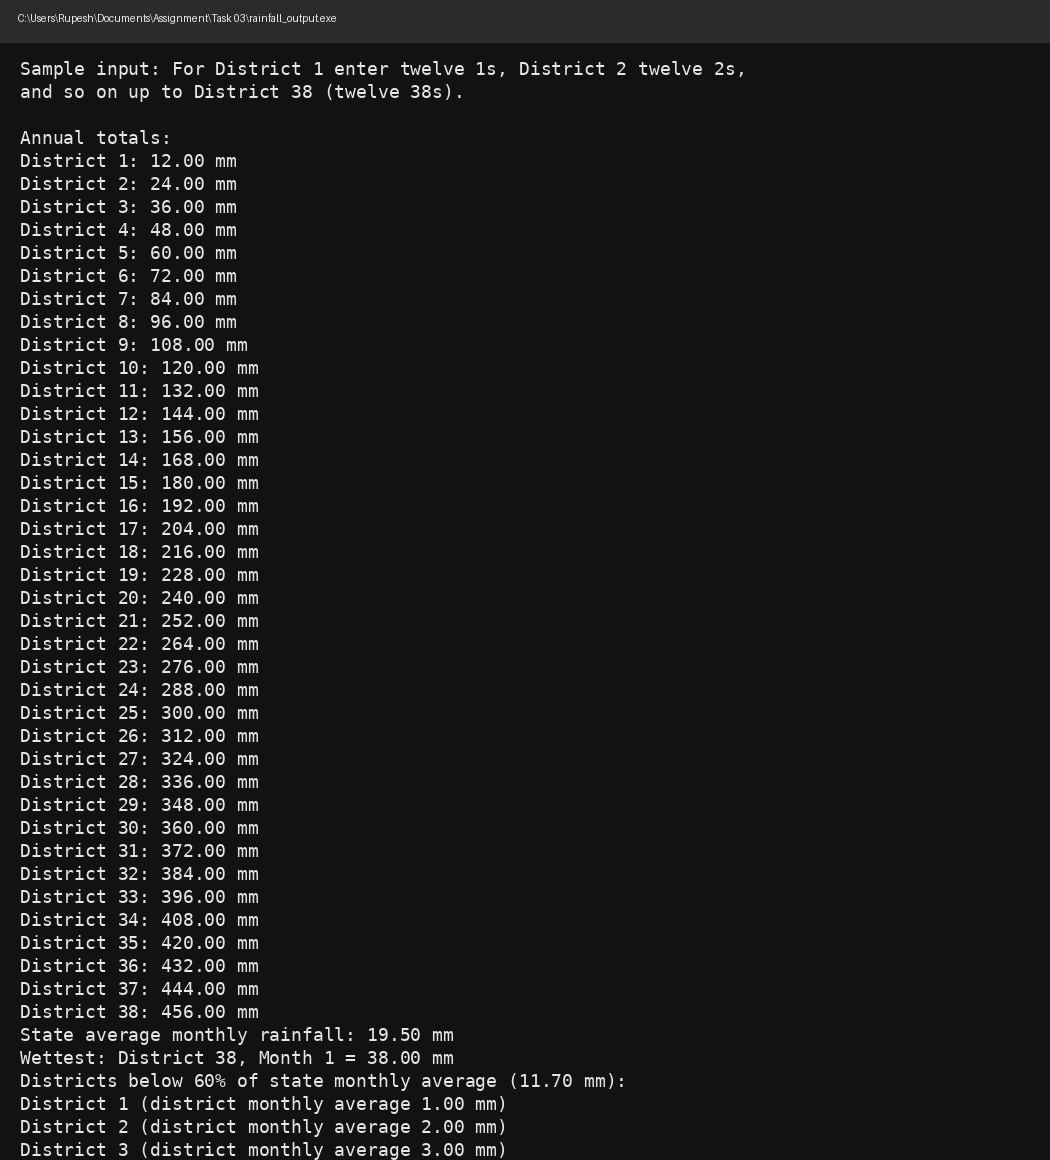 C:\Users\Rupesh\Documents\Assignment\Task 03\rainfall_output.exe
Sample input: For District 1 enter twelve 1s, District 2 twelve 2s,
and so on up to District 38 (twelve 38s).
Annual totals:
District 1: 12.00 mm
District 2: 24.00 mm
District 3: 36.00 mm
District 4: 48.00 mm
District 5: 60.00 mm
District 6: 72.00 mm
District 7: 84.00 mm
District 8: 96.00 mm
District 9: 108.00 mm
District 10: 120.00 mm
District 11: 132.00 mm
District 12: 144.00 mm
District 13: 156.00 mm
District 14: 168.00 mm
District 15: 180.00 mm
District 16: 192.00 mm
District 17: 204.00 mm
District 18: 216.00 mm
District 19: 228.00 mm
District 20: 240.00 mm
District 21: 252.00 mm
District 22: 264.00 mm
District 23: 276.00 mm
District 24: 288.00 mm
District 25: 300.00 mm
District 26: 312.00 mm
District 27: 324.00 mm
District 28: 336.00 mm
District 29: 348.00 mm
District 30: 360.00 mm
District 31: 372.00 mm
District 32: 384.00 mm
District 33: 396.00 mm
District 34: 408.00 mm
District 35: 420.00 mm
District 36: 432.00 mm
District 37: 444.00 mm
District 38: 456.00 mm
State average monthly rainfall: 19.50 mm
Wettest: District 38, Month 1 = 38.00 mm
Districts below 60% of state monthly average (11.70 mm):
District 1 (district monthly average 1.00 mm)
District 2 (district monthly average 2.00 mm)
District 3 (district monthly average 3.00 mm)